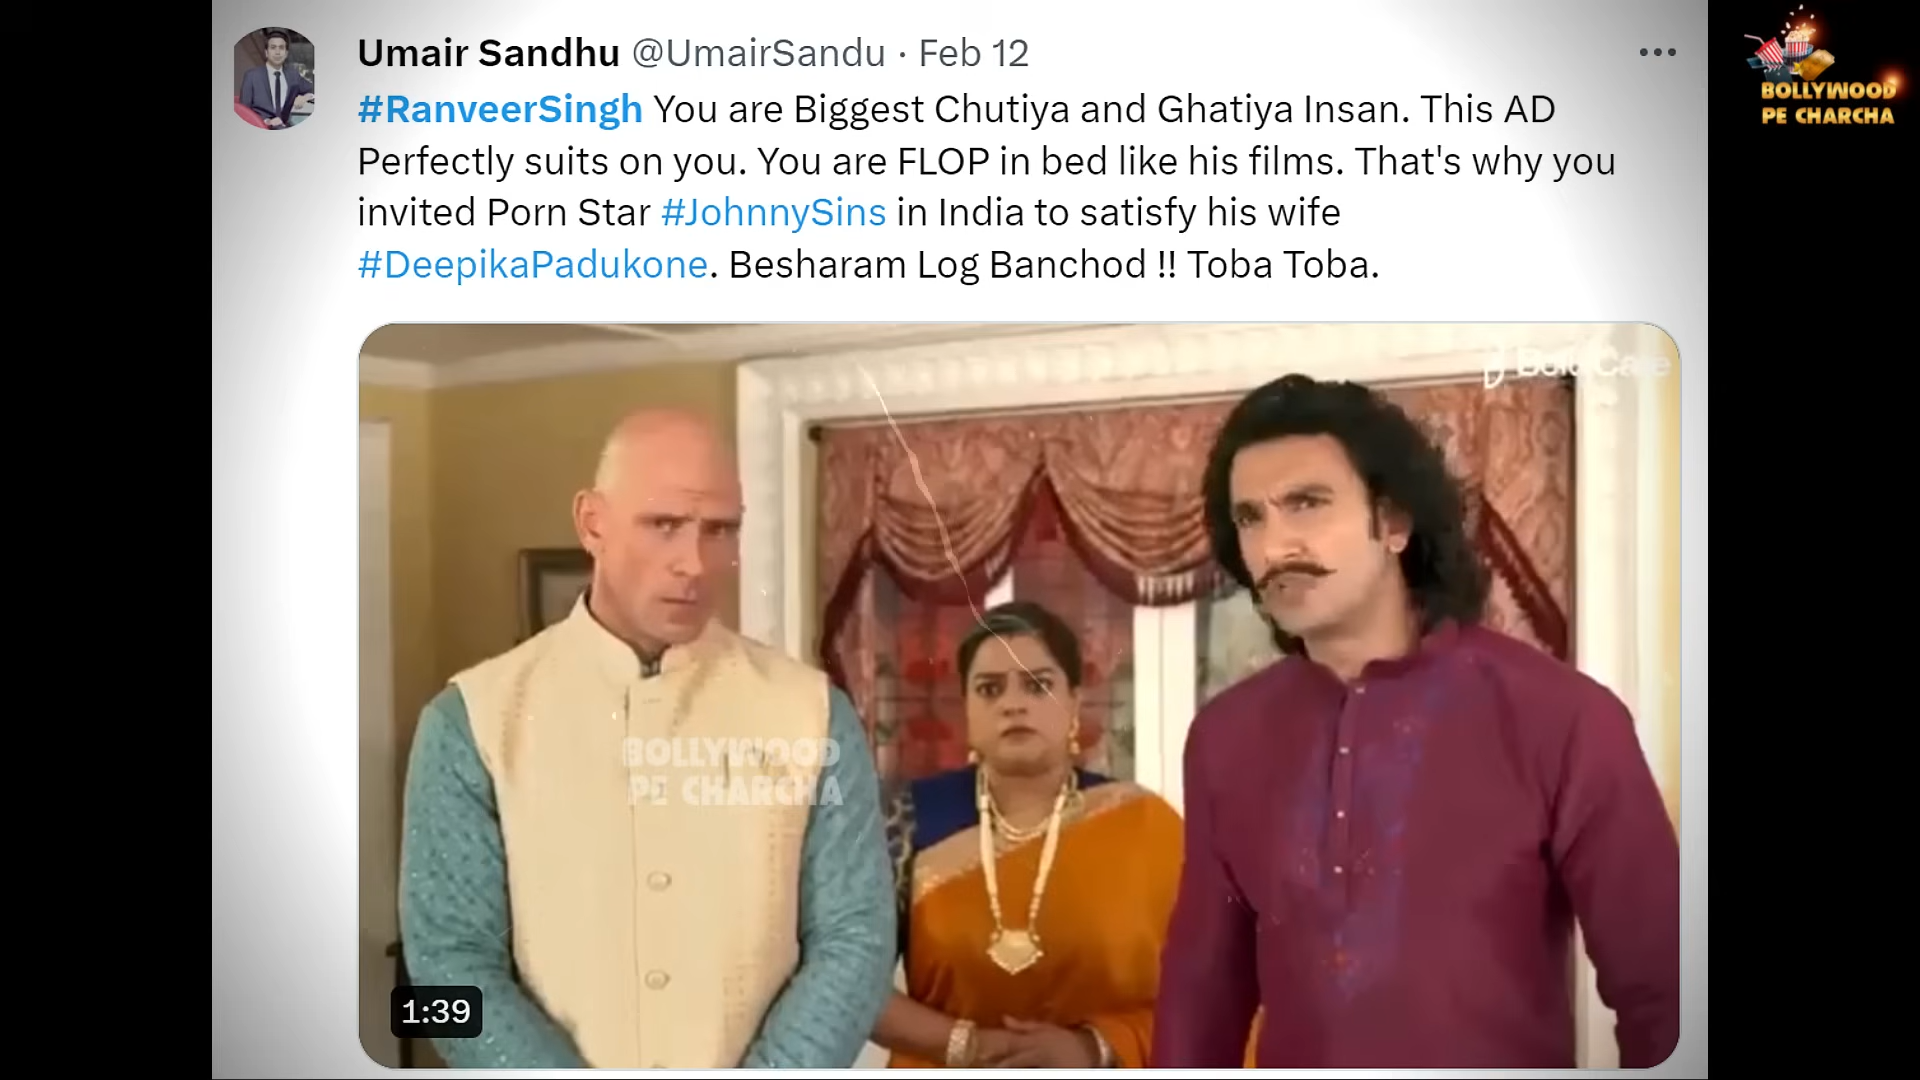 Umair Sandhu @UmairSandu · Feb 12
#RanveerSingh You are Biggest Chutiya and Ghatiya Insan. This AD
Perfectly suits on you. You are FLOP in bed like his films. That's why you
invited Porn Star #JohnnySins in India to satisfy his wife
#DeepikaPadukone. Besharam Log Banchod !! Toba Toba.
BOLLYWOOD
PE CHARCHA
Bold Care
BOLLYWOOD
PE CHARCHA
1:39